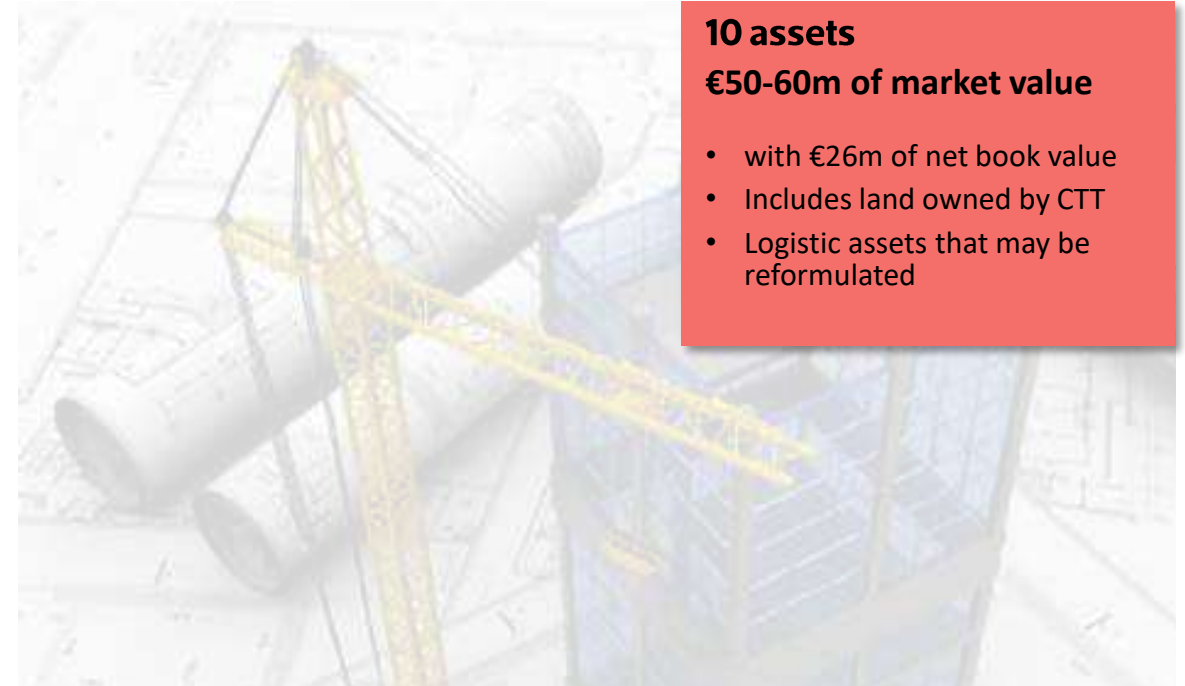 10 assets
€50-60m of market value
• with €26m of net book value
• Includes land owned by CTT
• Logistic assets that may be
reformulated